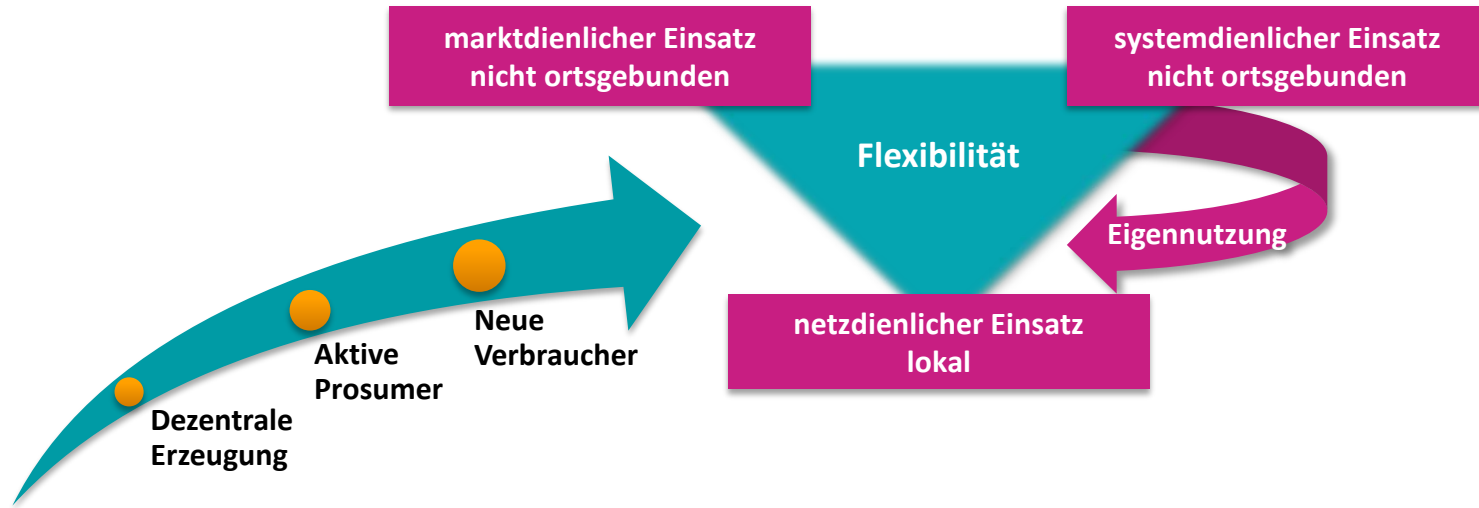 marktdienlicher Einsatz
nicht ortsgebunden
systemdienlicher Einsatz
nicht ortsgebunden
Flexibilität
Eigennutzung
netzdienlicher Einsatz
lokal
Neue
Verbraucher
Aktive
Prosumer
Dezentrale
Erzeugung